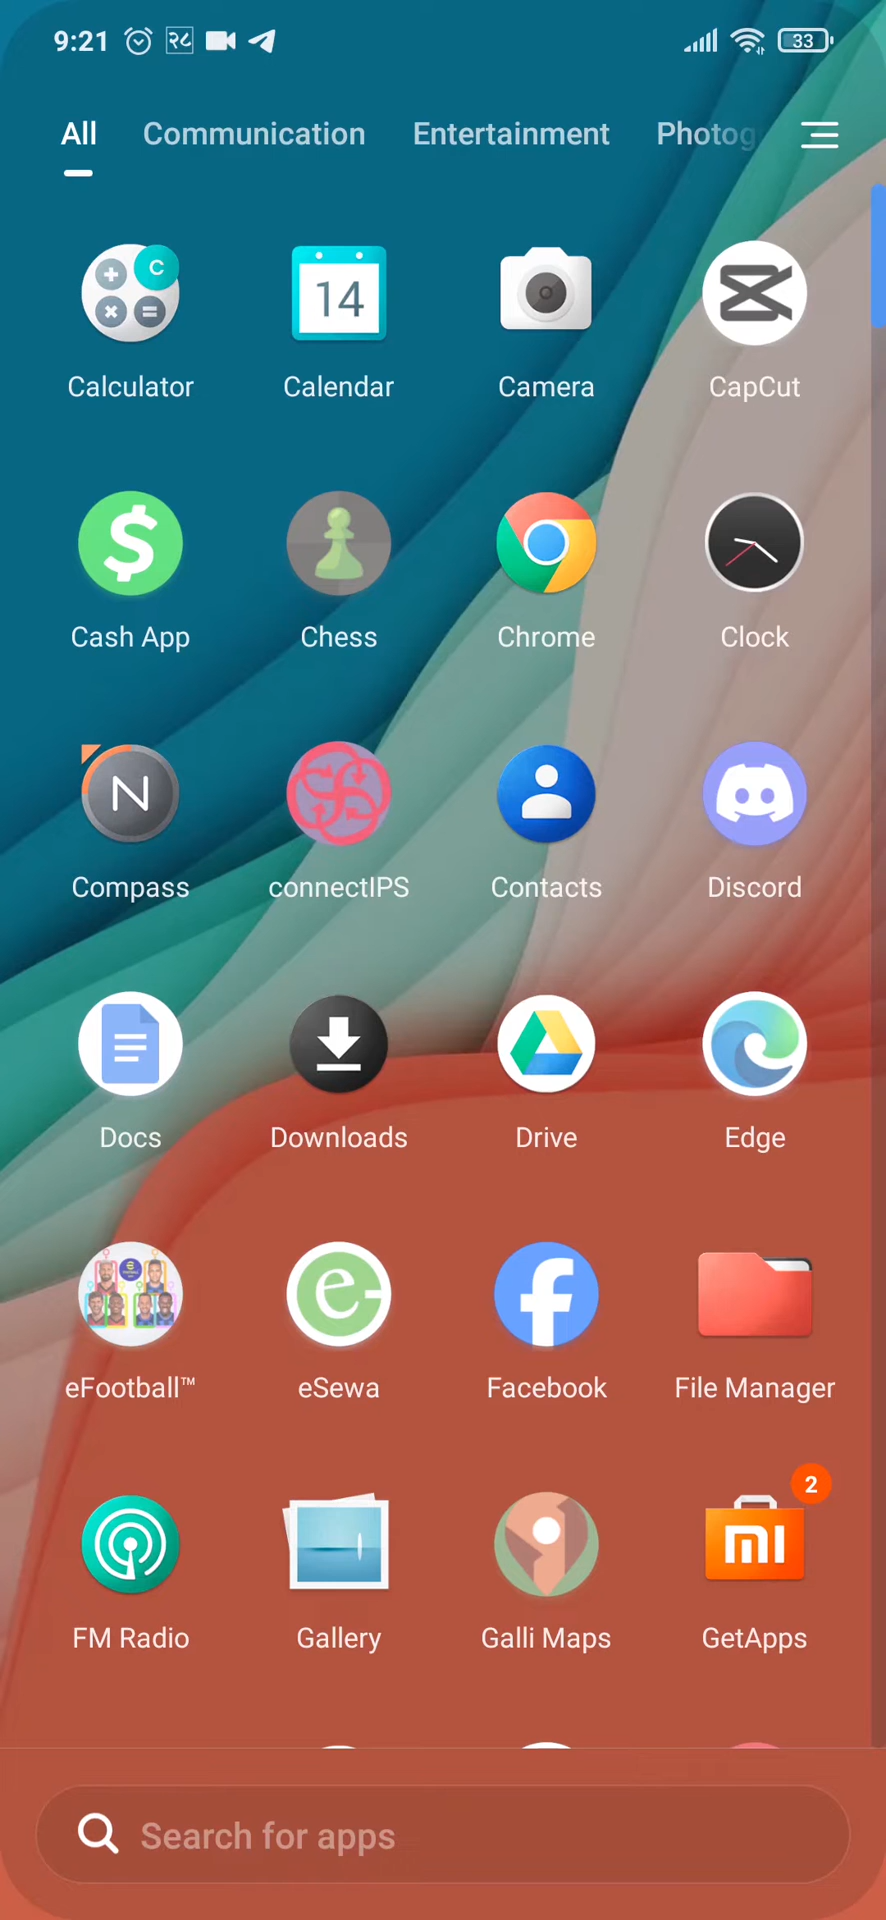 9:21 २८ 33
All Communication Entertainment Photog
C
14
Calculator Calendar Camera CapCut
$
Cash App Chess Chrome Clock
N
Compass connectIPS Contacts Discord
Docs Downloads Drive Edge
e f
eFootball™ eSewa Facebook File Manager
2
mi
FM Radio Gallery Galli Maps GetApps
Search for apps